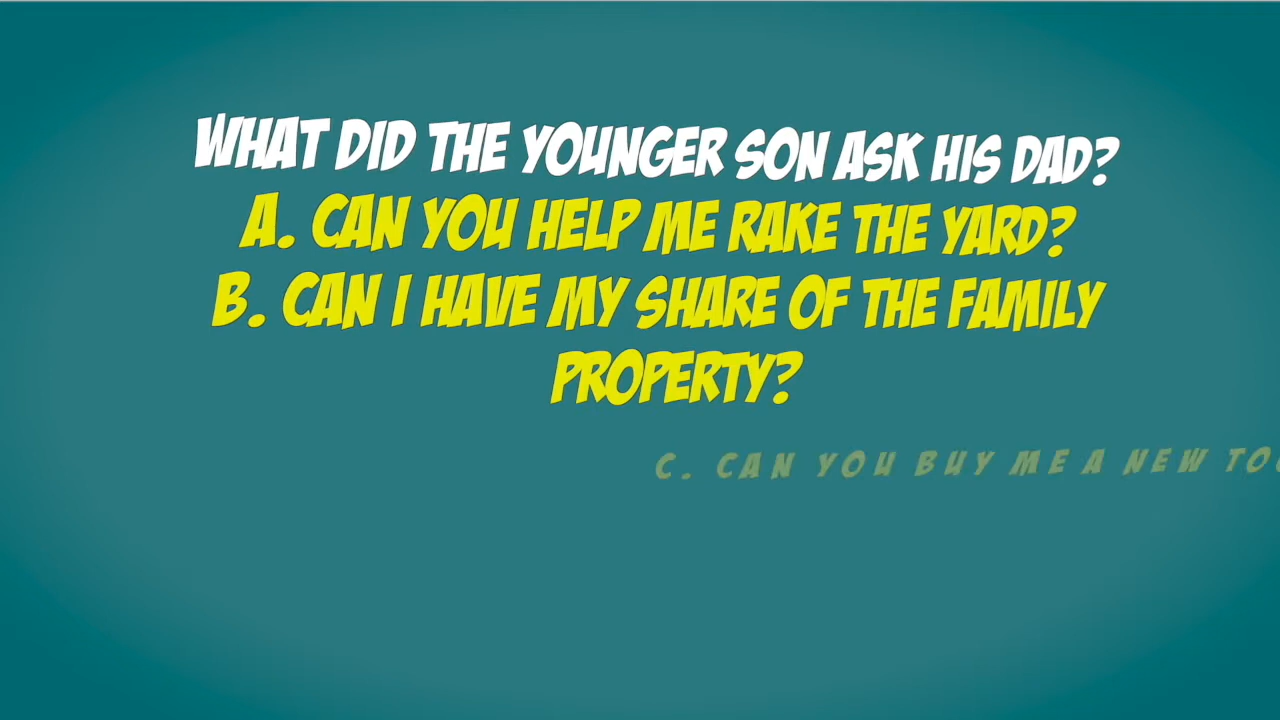 WHAT DID THE YOUNGER SON ASK HIS DAD?
A. CAN YOU HELP ME RAKE THE YARD?
B. CAN I HAVE MY SHARE OF THE FAMILY
PROPERTY?
C. CAN YOU BUY ME A NEW